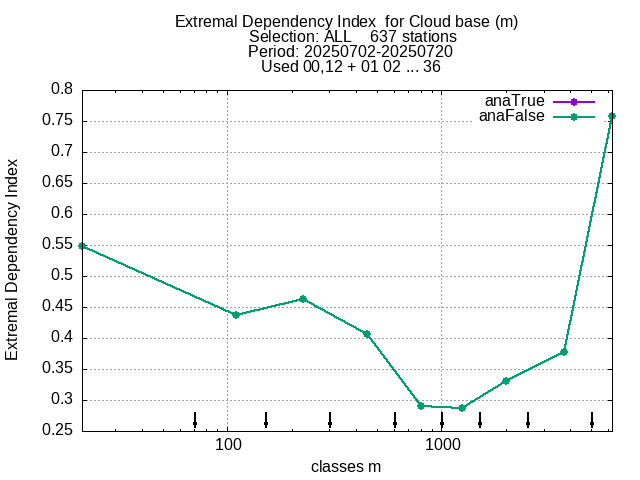 Extremal Dependency Index  for Cloud base (m)
Selection: ALL    637 stations
Period: 20250702-20250720
Used 00,12 + 01 02 ... 36
anaTrue
anaFalse
0.8
0.75
0.7
0.65
0.6
0.55
0.5
0.45
0.4
0.35
0.3
0.25
Extremal Dependency Index
100
1000
classes m